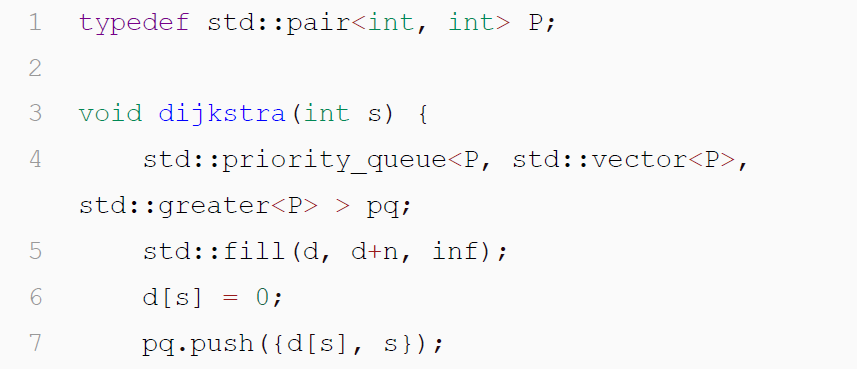 1 typedef std::pair<int, int> P;
2
3 void dijkstra(int s) {
4     std::priority_queue<P, std::vector<P>,
std::greater<P> > pq;
5     std::fill(d, d+n, inf);
6     d[s] = 0;
7     pq.push({d[s], s});